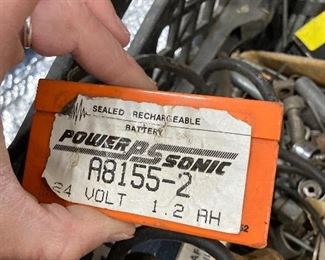 SEALED RECHARGEABLE
BATTERY
POWER PS SONIC
A8155-2
24 VOLT 1.2 AH